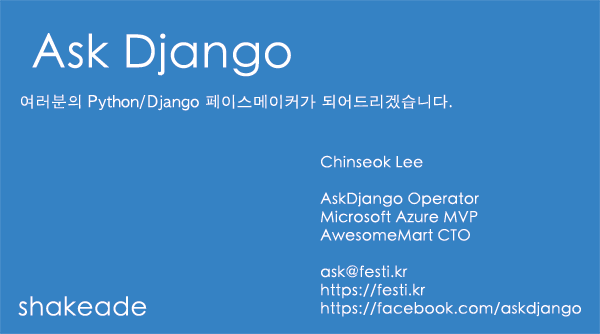 Ask Django
여러분의 Python/Django 페이스메이커가 되어드리겠습니다.
Chinseok Lee
AskDjango Operator
Microsoft Azure MVP
AwesomeMart CTO
ask@festi.kr
https://festi.kr
https://facebook.com/askdjango
shakeade